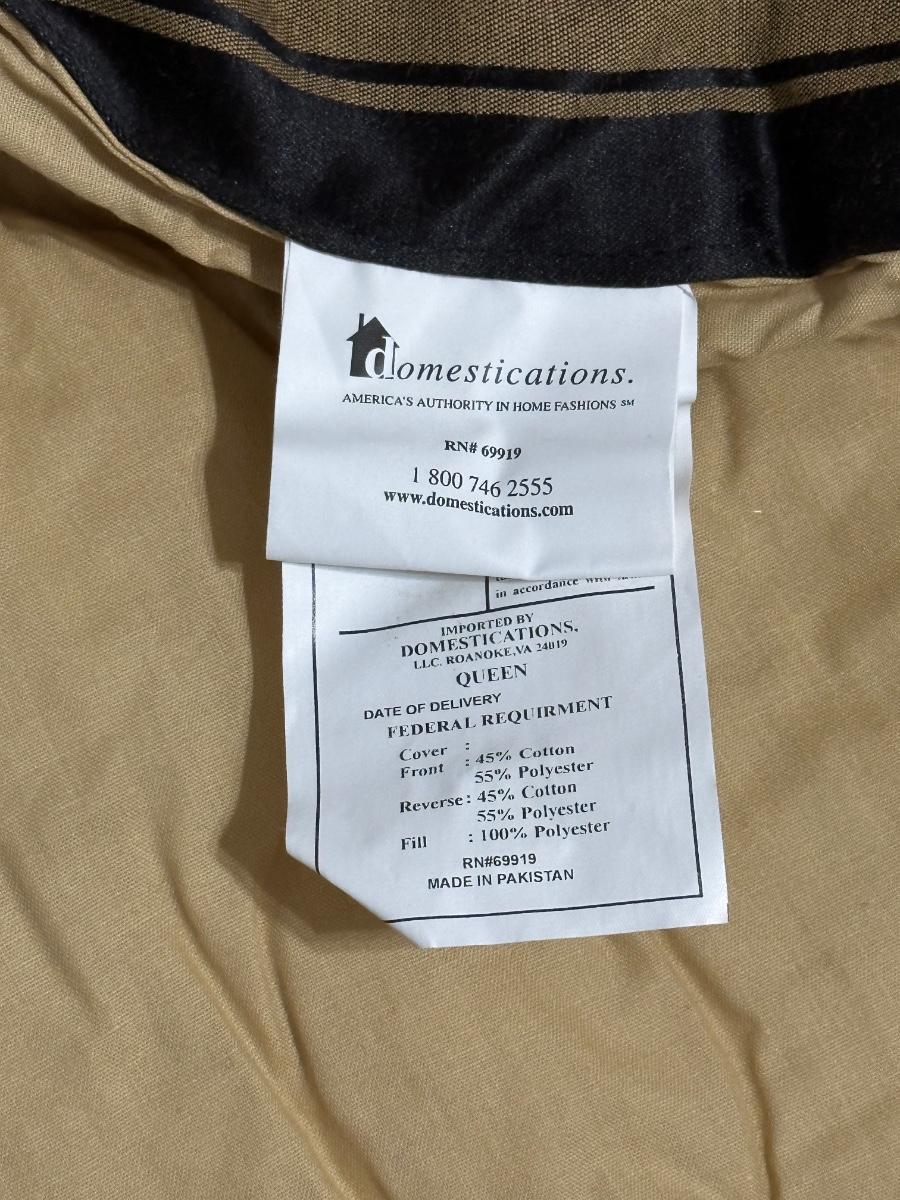 domestications.
AMERICA'S AUTHORITY IN HOME FASHIONS SM
RN# 69919
1 800 746 2555
www.domestications.com
in accordance with
IMPORTED BY
DOMESTICATIONS,
LLC. ROANOKE,VA 24019
QUEEN
DATE OF DELIVERY
FEDERAL REQUIRMENT
Cover :
Front : 45% Cotton
55% Polyester
Reverse : 45% Cotton
55% Polyester
Fill : 100% Polyester
RN#69919
MADE IN PAKISTAN